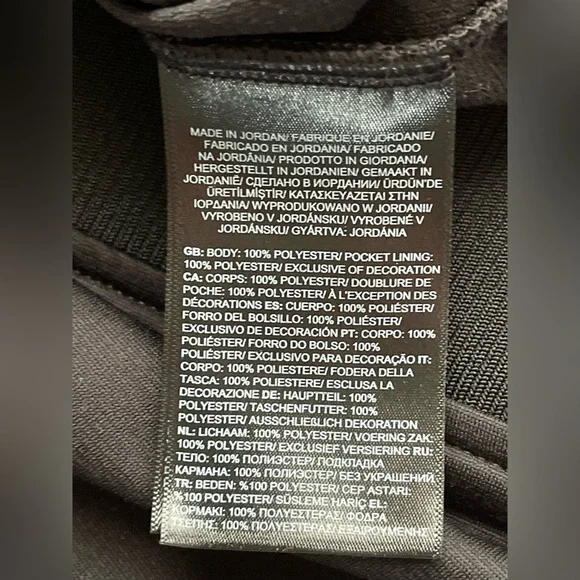 MADE IN JORDAN/ FABRIQUE EN JORDANIE/
FABRICADO EN JORDANIA/ FABRICADO
NA JORDÂNIA/ PRODOTTO IN GIORDANIA/
HERGESTELLT IN JORDANIEN/ GEMAAKT IN
JORDANIË/ СДЕЛАНО В ИОРДАНИИ/ ÜRDÜN'DE
ÜRETİLMİŞTİR/ ΚΑΤΑΣΚΕΥΑΖΕΤΑΙ ΣΤΗΝ
ΙΟΡΔΑΝΙΑ/ WYPRODUKOWANO W JORDANII/
VYROBENO V JORDÁNSKU/ VYROBENÉ V
JORDÁNSKU/ GYÁRTVA: JORDÁNIA
GB: BODY: 100% POLYESTER/ POCKET LINING:
100% POLYESTER/ EXCLUSIVE OF DECORATION
CA: CORPS: 100% POLYESTER/ DOUBLURE DE
POCHE: 100% POLYESTER/ À L'EXCEPTION DES
DÉCORATIONS ES: CUERPO: 100% POLIÉSTER/
FORRO DEL BOLSILLO: 100% POLIÉSTER/
EXCLUSIVO DE DECORACIÓN PT: CORPO: 100%
POLIÉSTER/ FORRO DO BOLSO: 100%
POLIÉSTER/ EXCLUSIVO PARA DECORAÇÃO IT:
CORPO: 100% POLIESTERE/ FODERA DELLA
TASCA: 100% POLIESTERE/ ESCLUSA LA
DECORAZIONE DE: HAUPTTEIL: 100%
POLYESTER/ TASCHENFUTTER: 100%
POLYESTER/ AUSSCHLIEßLICH DEKORATION
NL: LICHAAM: 100% POLYESTER/ VOERING ZAK:
100% POLYESTER/ EXCLUSIEF VERSIERING RU:
ТЕЛО: 100% ПОЛИЭСТЕР/ ПОДКЛАДКА
КАРМАНА: 100% ПОЛИЭСТЕР/ БЕЗ УКРАШЕНИЙ
TR: BEDEN: %100 POLYESTER/ CEP ASTARI:
%100 POLYESTER/ SÜSLEME HARİÇ EL:
ΚΟΡΜΑΚΙ: 100% ΠΟΛΥΕΣΤΕΡΑΣ/ ΦΟΔΡΑ
ΤΣΕΠΗΣ: 100% ΠΟΛΥΕΣΤΕΡΑΣ/ ΕΞΑΙΡΟΥΜΕΝΗΣ